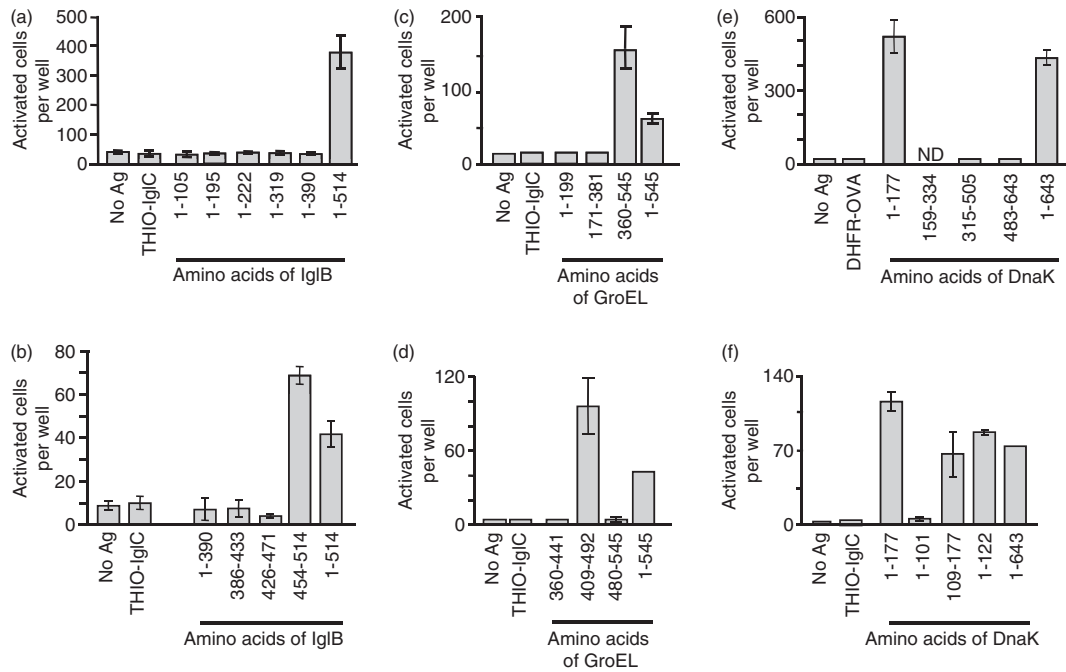 (a)
500
400
300
200
100
0
Activated cells
per well
No Ag
THIO-IglC
1-105
1-195
1-222
1-319
1-390
1-514
Amino acids of IglB
(c)
200
100
0
Activated cells
per well
No Ag
THIO-IglC
1-199
171-381
360-545
1-545
Amino acids
of GroEL
(e)
600
300
0
Activated cells
per well
ND
No Ag
DHFR-OVA
1-177
159-334
315-505
483-643
1-643
Amino acids of DnaK
(b)
80
60
40
20
0
Activated cells
per well
No Ag
THIO-IglC
1-390
386-433
426-471
454-514
1-514
Amino acids of IglB
(d)
120
60
0
Activated cells
per well
No Ag
THIO-IglC
360-441
409-492
480-545
1-545
Amino acids
of GroEL
(f)
140
70
0
Activated cells
per well
No Ag
THIO-IglC
1-177
1-101
109-177
1-122
1-643
Amino acids of DnaK